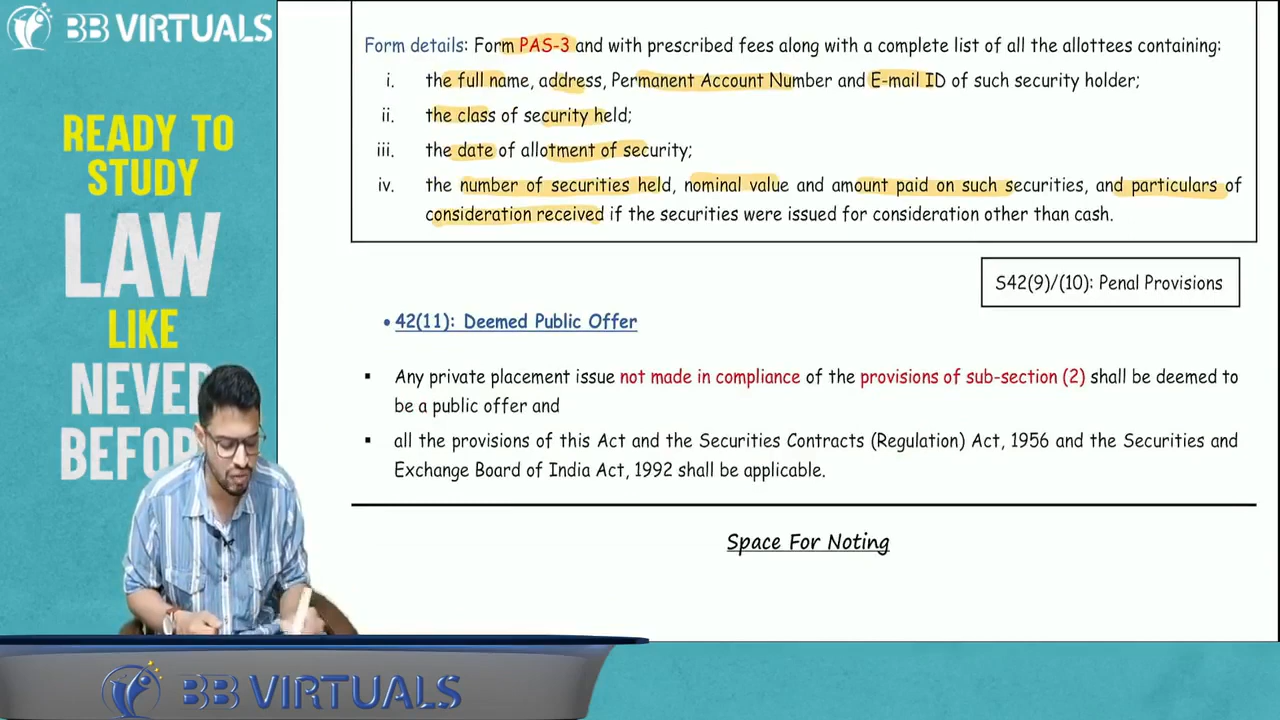 BB VIRTUALS
READY TO
STUDY
LAW
LIKE
NEVER
BEFO
Form details: Form PAS-3 and with prescribed fees along with a complete list of all the allottees containing:
i. the full name, address, Permanent Account Number and E-mail ID of such security holder;
ii. the class of security held;
iii. the date of allotment of security;
iv. the number of securities held, nominal value and amount paid on such securities, and particulars of
consideration received if the securities were issued for consideration other than cash.
S42(9)/(10): Penal Provisions
• 42(11): Deemed Public Offer
▪ Any private placement issue not made in compliance of the provisions of sub-section (2) shall be deemed to
be a public offer and
▪ all the provisions of this Act and the Securities Contracts (Regulation) Act, 1956 and the Securities and
Exchange Board of India Act, 1992 shall be applicable.
Space For Noting
BB VIRTUALS